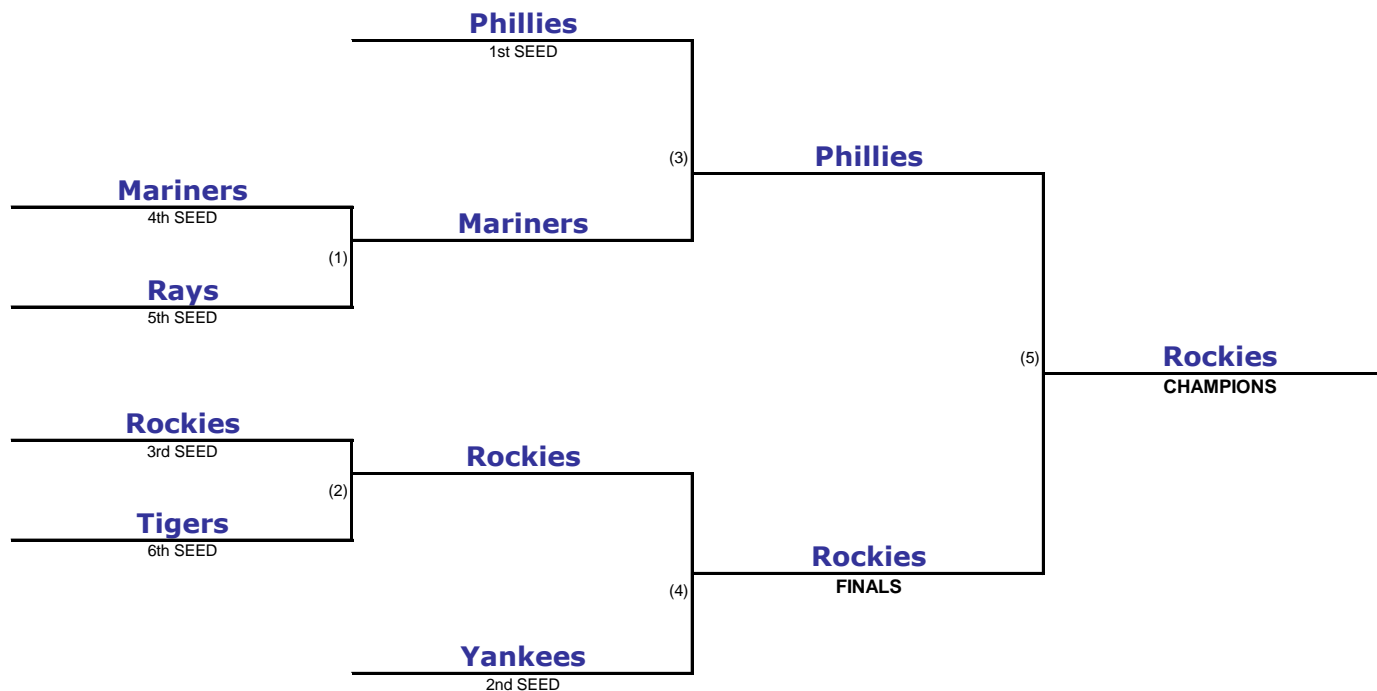 Phillies
1st SEED
(3)
Phillies
Mariners
4th SEED
Mariners
(1)
Rays
5th SEED
(5)
Rockies
CHAMPIONS
Rockies
3rd SEED
Rockies
(2)
Tigers
6th SEED
Rockies
FINALS
(4)
Yankees
2nd SEED